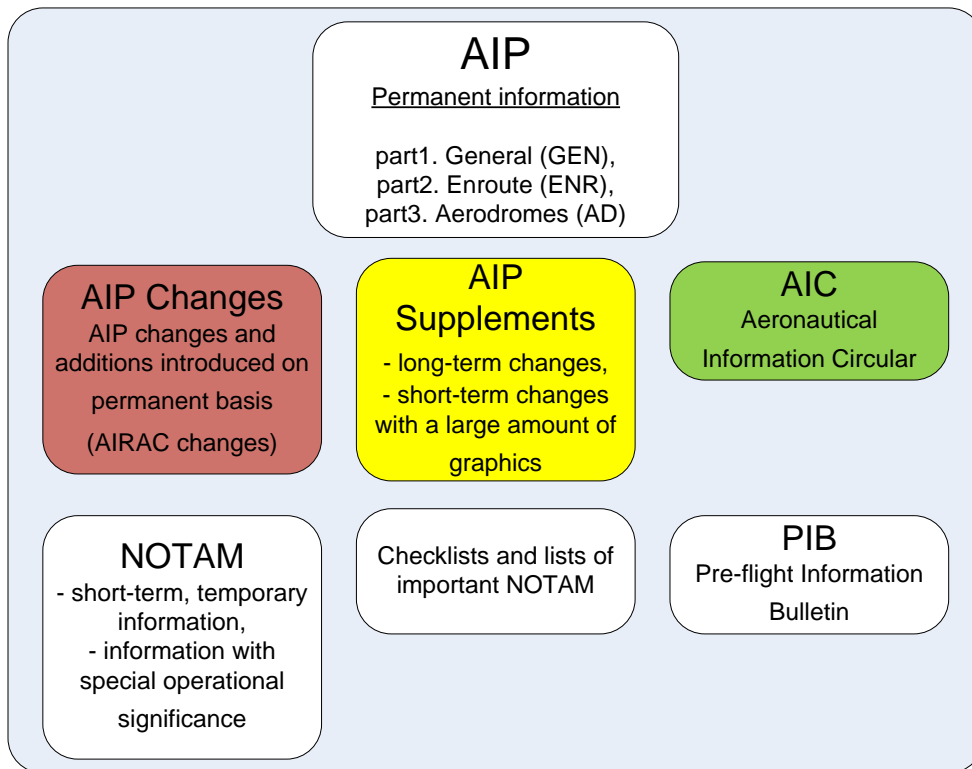 AIP
Permanent information
part1. General (GEN),
part2. Enroute (ENR),
part3. Aerodromes (AD)
AIP Changes
AIP changes and
additions introduced on
permanent basis
(AIRAC changes)
AIP
Supplements
- long-term changes,
- short-term changes
with a large amount of
graphics
AIC
Aeronautical
Information Circular
NOTAM
- short-term, temporary
information,
- information with
special operational
significance
Checklists and lists of
important NOTAM
PIB
Pre-flight Information
Bulletin